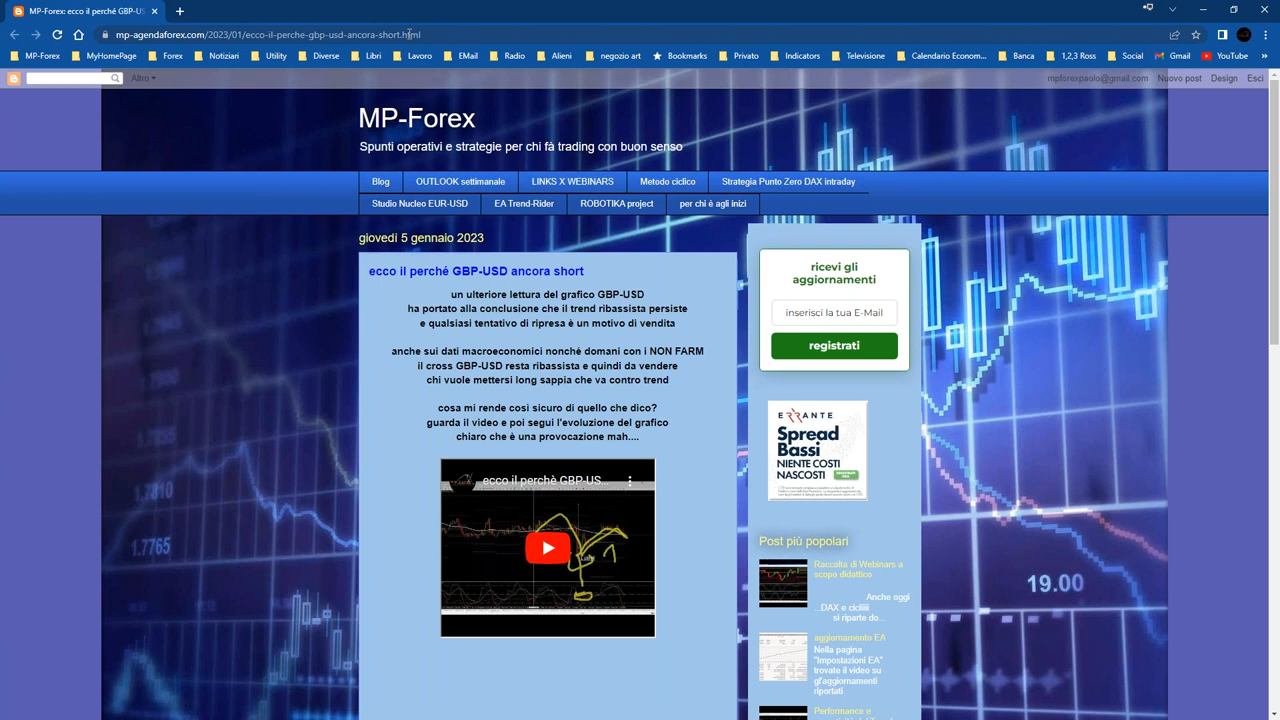 MP-Forex: ecco il perché GBP-US
mp-agendaforex.com/2023/01/ecco-il-perche-gbp-usd-ancora-short.html
MP-Forex
MyHomePage
Forex
Notiziari
Utility
Diverse
Libri
Lavoro
EMail
Radio
Alieni
negozio art
Bookmarks
Privato
Indicators
Televisione
Calendario Econom...
Banca
1,2,3 Ross
Social
Gmail
YouTube
Altro
mpforexpaolo@gmail.com
Nuovo post
Design
Esci
MP-Forex
Spunti operativi e strategie per chi fà trading con buon senso
Blog
OUTLOOK settimanale
LINKS X WEBINARS
Metodo ciclico
Strategia Punto Zero DAX intraday
Studio Nucleo EUR-USD
EA Trend-Rider
ROBOTIKA project
per chi è agli inizi
giovedì 5 gennaio 2023
ecco il perché GBP-USD ancora short
un ulteriore lettura del grafico GBP-USD
ha portato alla conclusione che il trend ribassista persiste
e qualsiasi tentativo di ripresa è un motivo di vendita
anche sui dati macroeconomici nonché domani con i NON FARM
il cross GBP-USD resta ribassista e quindi da vendere
chi vuole mettersi long sappia che va contro trend
cosa mi rende così sicuro di quello che dico?
guarda il video e poi segui l'evoluzione del grafico
chiaro che è una provocazione mah....
ecco il perchè GBP-US...
ricevi gli
aggiornamenti
inserisci la tua E-Mail
registrati
ERRANTE
Spread
Bassi
NIENTE COSTI
NASCOSTI
Post più popolari
Raccolta di Webinars a
scopo didattico
Anche oggi
...DAX e cicliiiii
si riparte do...
aggiornamento EA
Nella pagina
"Impostazioni EA"
trovate il video su
gl'aggiornamenti
riportati
Performance e
1.7765
19.00